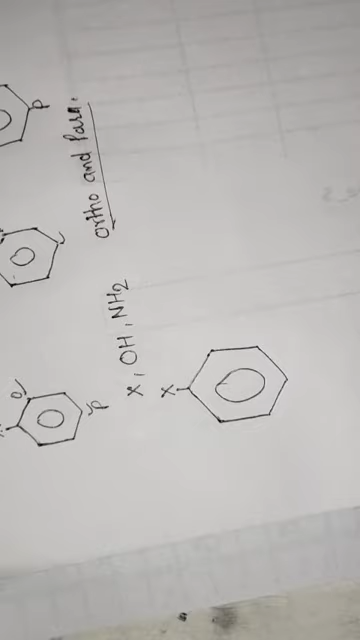 P
Ortho and Para.
O
P
X, OH, NH2
X